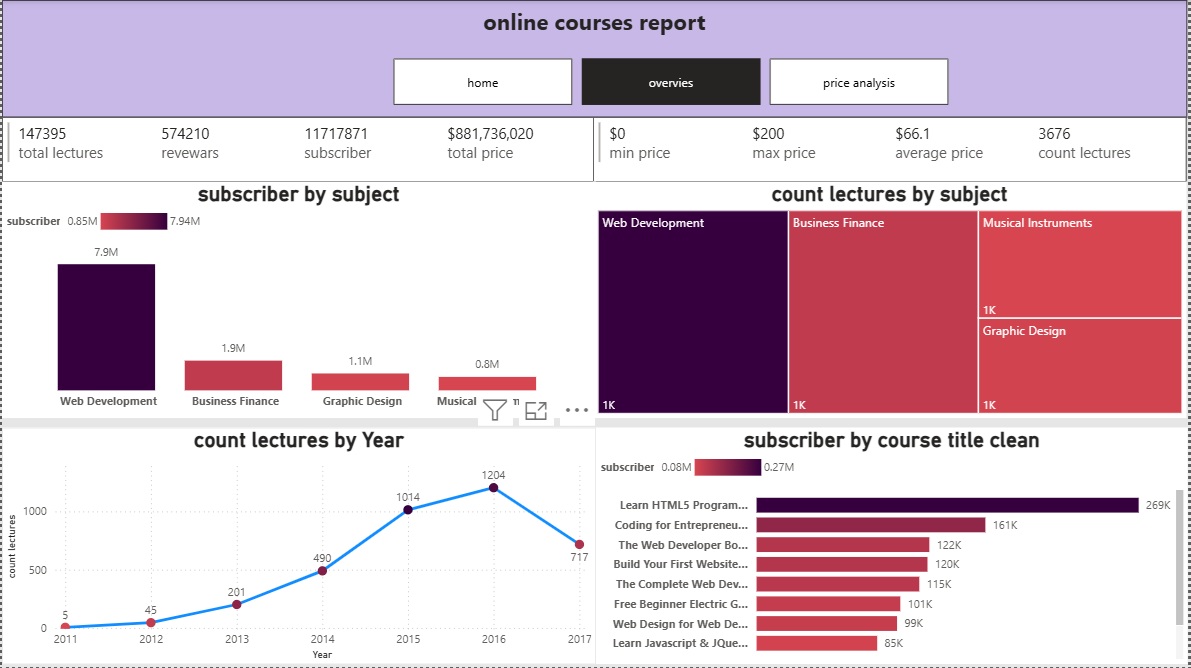 online courses report
home
overvies
price analysis
147395
total lectures
574210
revewars
11717871
subscriber
$881,736,020
total price
$0
min price
$200
max price
$66.1
average price
3676
count lectures
subscriber by subject
subscriber 0.85M 7.94M
7.9M
1.9M
1.1M
0.8M
Web Development
Business Finance
Graphic Design
Musical
count lectures by subject
Web Development
1K
Business Finance
1K
Musical Instruments
1K
Graphic Design
1K
count lectures by Year
count lectures
1000
500
0
5
45
201
490
1014
1204
717
2011
2012
2013
2014
2015
2016
2017
Year
subscriber by course title clean
subscriber 0.08M 0.27M
Learn HTML5 Program... 269K
Coding for Entrepreneu... 161K
The Web Developer Bo... 122K
Build Your First Website... 120K
The Complete Web Dev... 115K
Free Beginner Electric G... 101K
Web Design for Web De... 99K
Learn Javascript & JQue... 85K